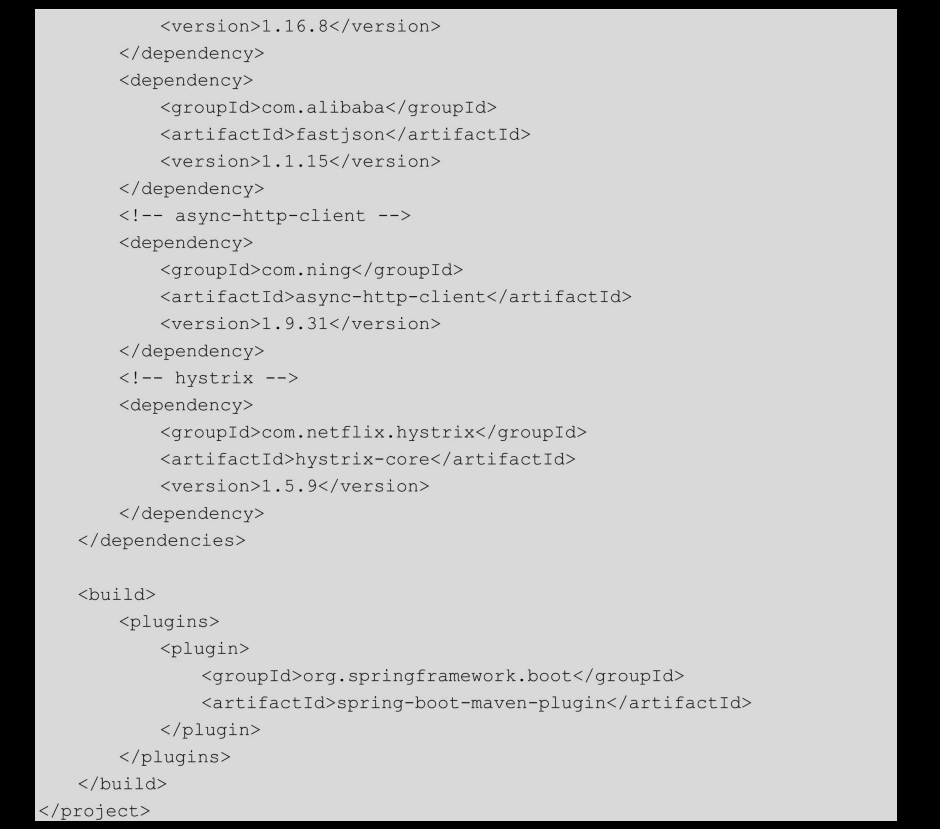 <version>1.16.8</version>
        </dependency>
        <dependency>
            <groupId>com.alibaba</groupId>
            <artifactId>fastjson</artifactId>
            <version>1.1.15</version>
        </dependency>
        <!-- async-http-client -->
        <dependency>
            <groupId>com.ning</groupId>
            <artifactId>async-http-client</artifactId>
            <version>1.9.31</version>
        </dependency>
        <!-- hystrix -->
        <dependency>
            <groupId>com.netflix.hystrix</groupId>
            <artifactId>hystrix-core</artifactId>
            <version>1.5.9</version>
        </dependency>
    </dependencies>

    <build>
        <plugins>
            <plugin>
                <groupId>org.springframework.boot</groupId>
                <artifactId>spring-boot-maven-plugin</artifactId>
            </plugin>
        </plugins>
    </build>
</project>